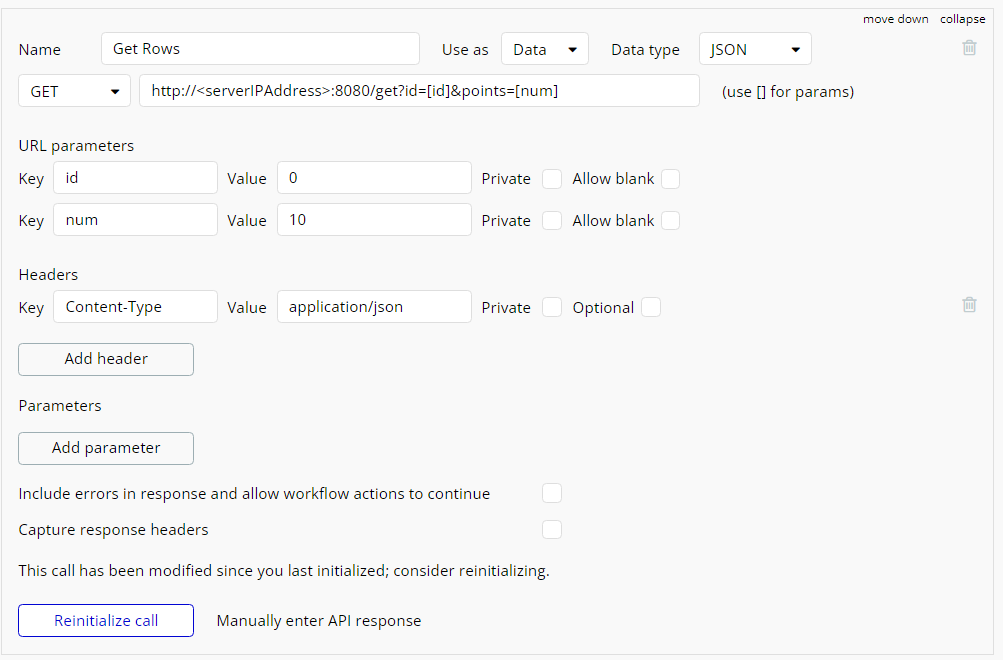 move down collapse
Name Get Rows Use as Data Data type JSON
GET http://<serverIPAddress>:8080/get?id=[id]&points=[num] (use [] for params)
URL parameters
Key id Value 0 Private Allow blank
Key num Value 10 Private Allow blank
Headers
Key Content-Type Value application/json Private Optional
Add header
Parameters
Add parameter
Include errors in response and allow workflow actions to continue
Capture response headers
This call has been modified since you last initialized; consider reinitializing.
Reinitialize call Manually enter API response